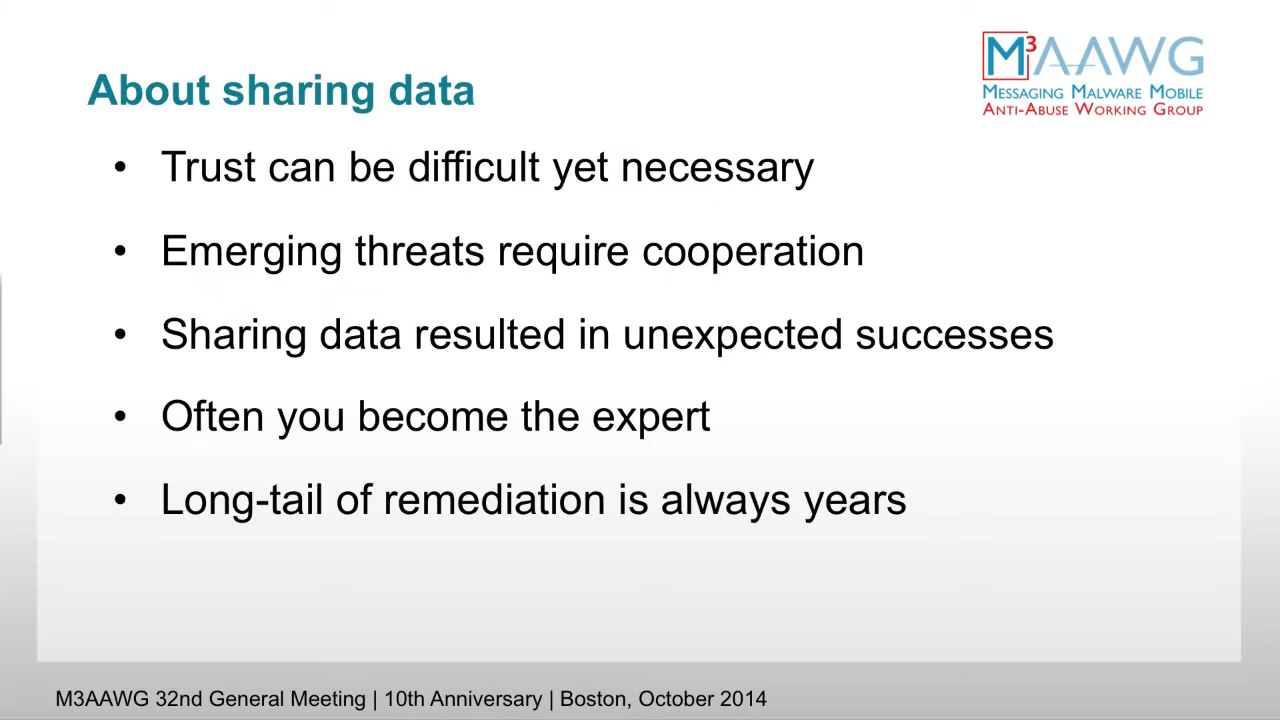 M3AAWG
MESSAGING MALWARE MOBILE
ANTI-ABUSE WORKING GROUP
About sharing data
• Trust can be difficult yet necessary
• Emerging threats require cooperation
• Sharing data resulted in unexpected successes
• Often you become the expert
• Long-tail of remediation is always years
M3AAWG 32nd General Meeting | 10th Anniversary | Boston, October 2014